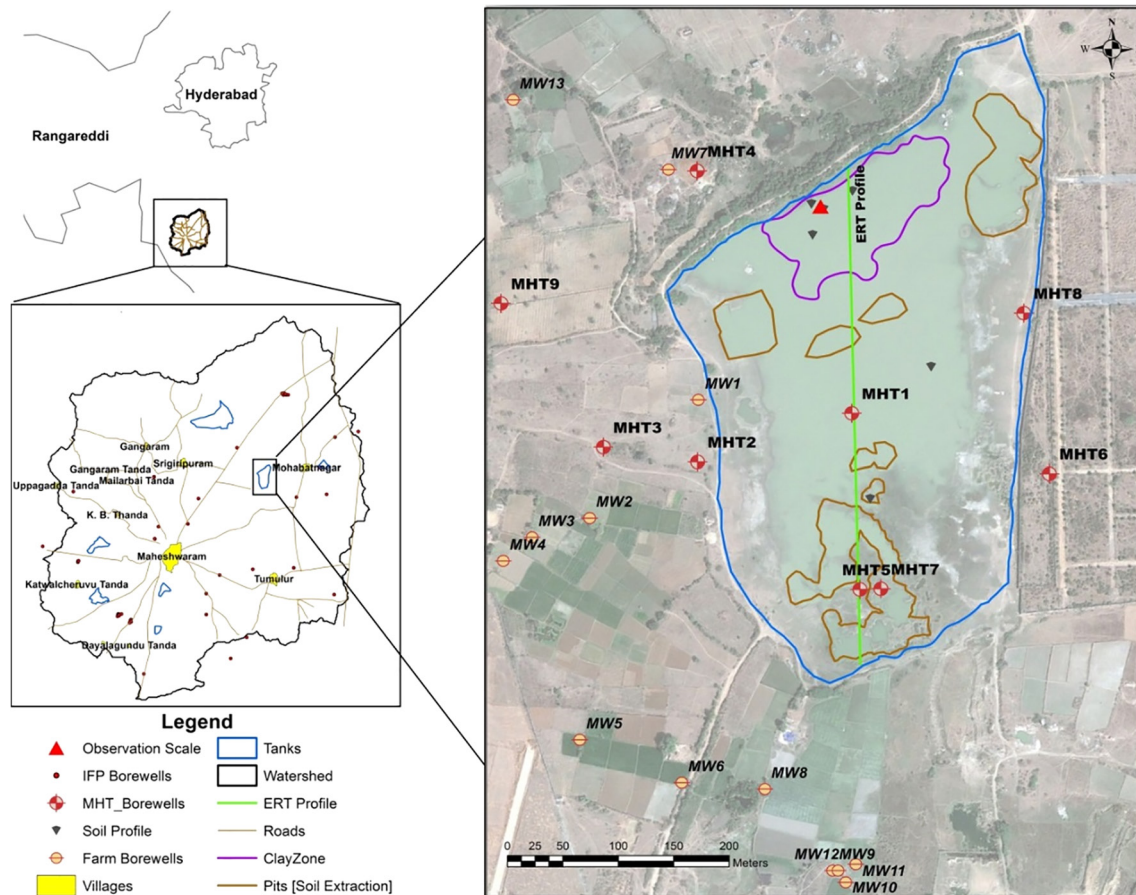 Hyderabad
Rangareddi
Gangaram
Srigiripuram
Mohabatnagar
Gangaram Tanda
Mailarbai Tanda
Uppagadda Tanda
K. B. Thanda
Maheshwaram
Katwalcheruvu Tanda
Tumulur
Dayalagundu Tanda
Legend
Observation Scale
Tanks
IFP Borewells
Watershed
MHT_Borewells
ERT Profile
Soil Profile
Roads
Farm Borewells
ClayZone
Villages
Pits [Soil Extraction]
N
W
E
S
MW13
MW7
MHT4
ERT Profile
MHT9
MHT8
MW1
MHT1
MHT3
MHT2
MHT6
MW2
MW3
MW4
MHT5
MHT7
MW5
MW6
MW8
0 25 50 100 150 200
Meters
MW12
MW9
MW11
MW10